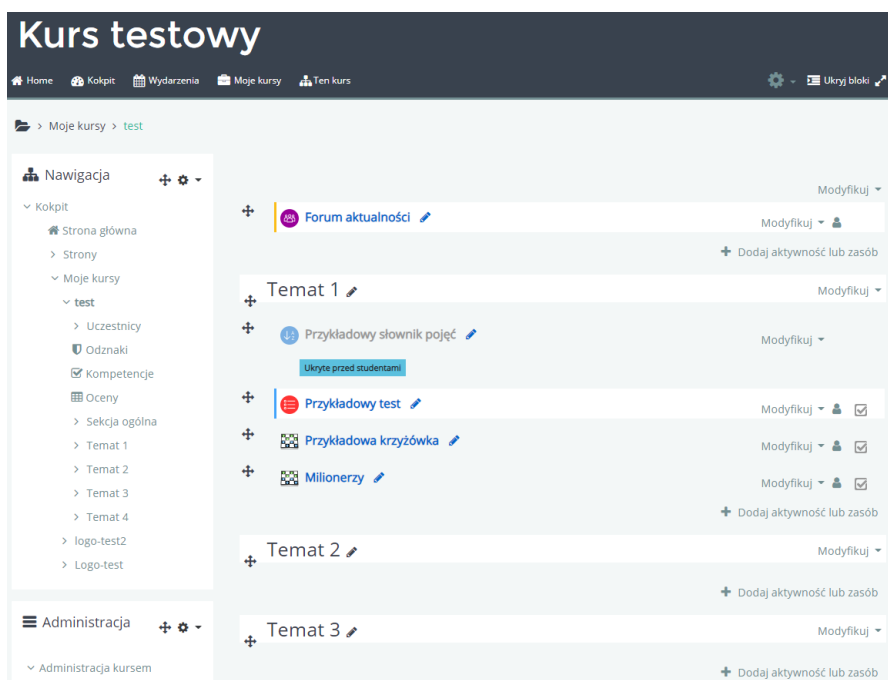 Kurs testowy
Home Kokpit Wydarzenia Moje kursy Ten kurs Ukryj bloki
> Moje kursy > test
Nawigacja
Kokpit
Strona główna
Strony
Moje kursy
test
Uczestnicy
Odznaki
Kompetencje
Oceny
Sekcja ogólna
Temat 1
Temat 2
Temat 3
Temat 4
logo-test2
Logo-test
Administracja
Administracja kursem
Modyfikuj
Forum aktualności Modyfikuj
Dodaj aktywność lub zasób
Temat 1 Modyfikuj
Przykładowy słownik pojęć Modyfikuj
Ukryte przed studentami
Przykładowy test Modyfikuj
Przykładowa krzyżówka Modyfikuj
Milionerzy Modyfikuj
Dodaj aktywność lub zasób
Temat 2 Modyfikuj
Dodaj aktywność lub zasób
Temat 3 Modyfikuj
Dodaj aktywność lub zasób